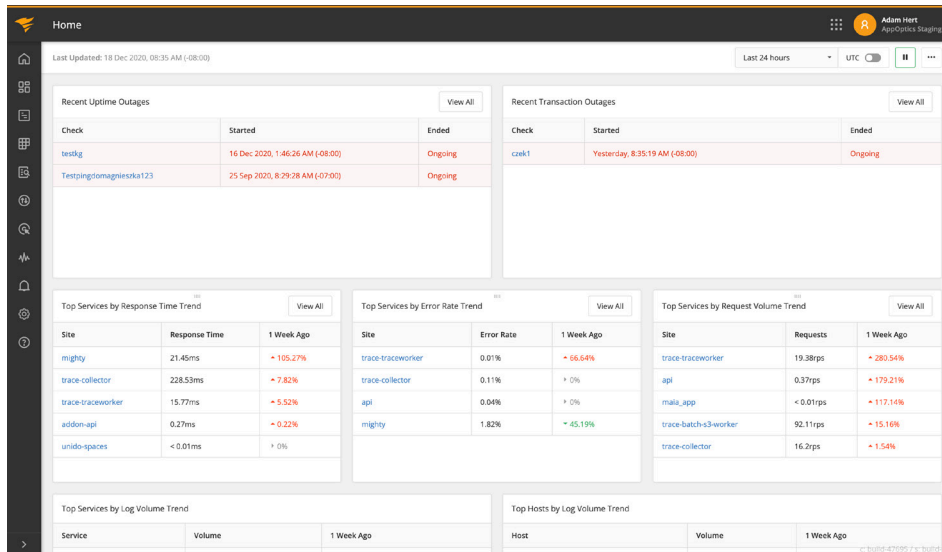 Home
Adam Hert
AppOptics Staging
Last Updated: 18 Dec 2020, 08:35 AM (-08:00)
Last 24 hours
UTC
Recent Uptime Outages
View All
Check Started Ended
testkg 16 Dec 2020, 1:46:26 AM (-08:00) Ongoing
Testpingdomagnieszka123 25 Sep 2020, 8:29:28 AM (-07:00) Ongoing
Recent Transaction Outages
View All
Check Started Ended
czek1 Yesterday, 8:35:19 AM (-08:00) Ongoing
Top Services by Response Time Trend
View All
Site Response Time 1 Week Ago
mighty 21.45ms 105.27%
trace-collector 228.53ms 7.82%
trace-traceworker 15.77ms 5.52%
addon-api 0.27ms 0.22%
unido-spaces < 0.01ms 0%
Top Services by Error Rate Trend
View All
Site Error Rate 1 Week Ago
trace-traceworker 0.01% 66.64%
trace-collector 0.11% 0%
api 0.04% 0%
mighty 1.82% 45.19%
Top Services by Request Volume Trend
View All
Site Requests 1 Week Ago
trace-traceworker 19.38rps 280.54%
api 0.37rps 179.21%
maia_app < 0.01rps 117.14%
trace-batch-s3-worker 92.11rps 15.16%
trace-collector 16.2rps 1.54%
Top Services by Log Volume Trend
Service Volume 1 Week Ago
Top Hosts by Log Volume Trend
Host Volume 1 Week Ago